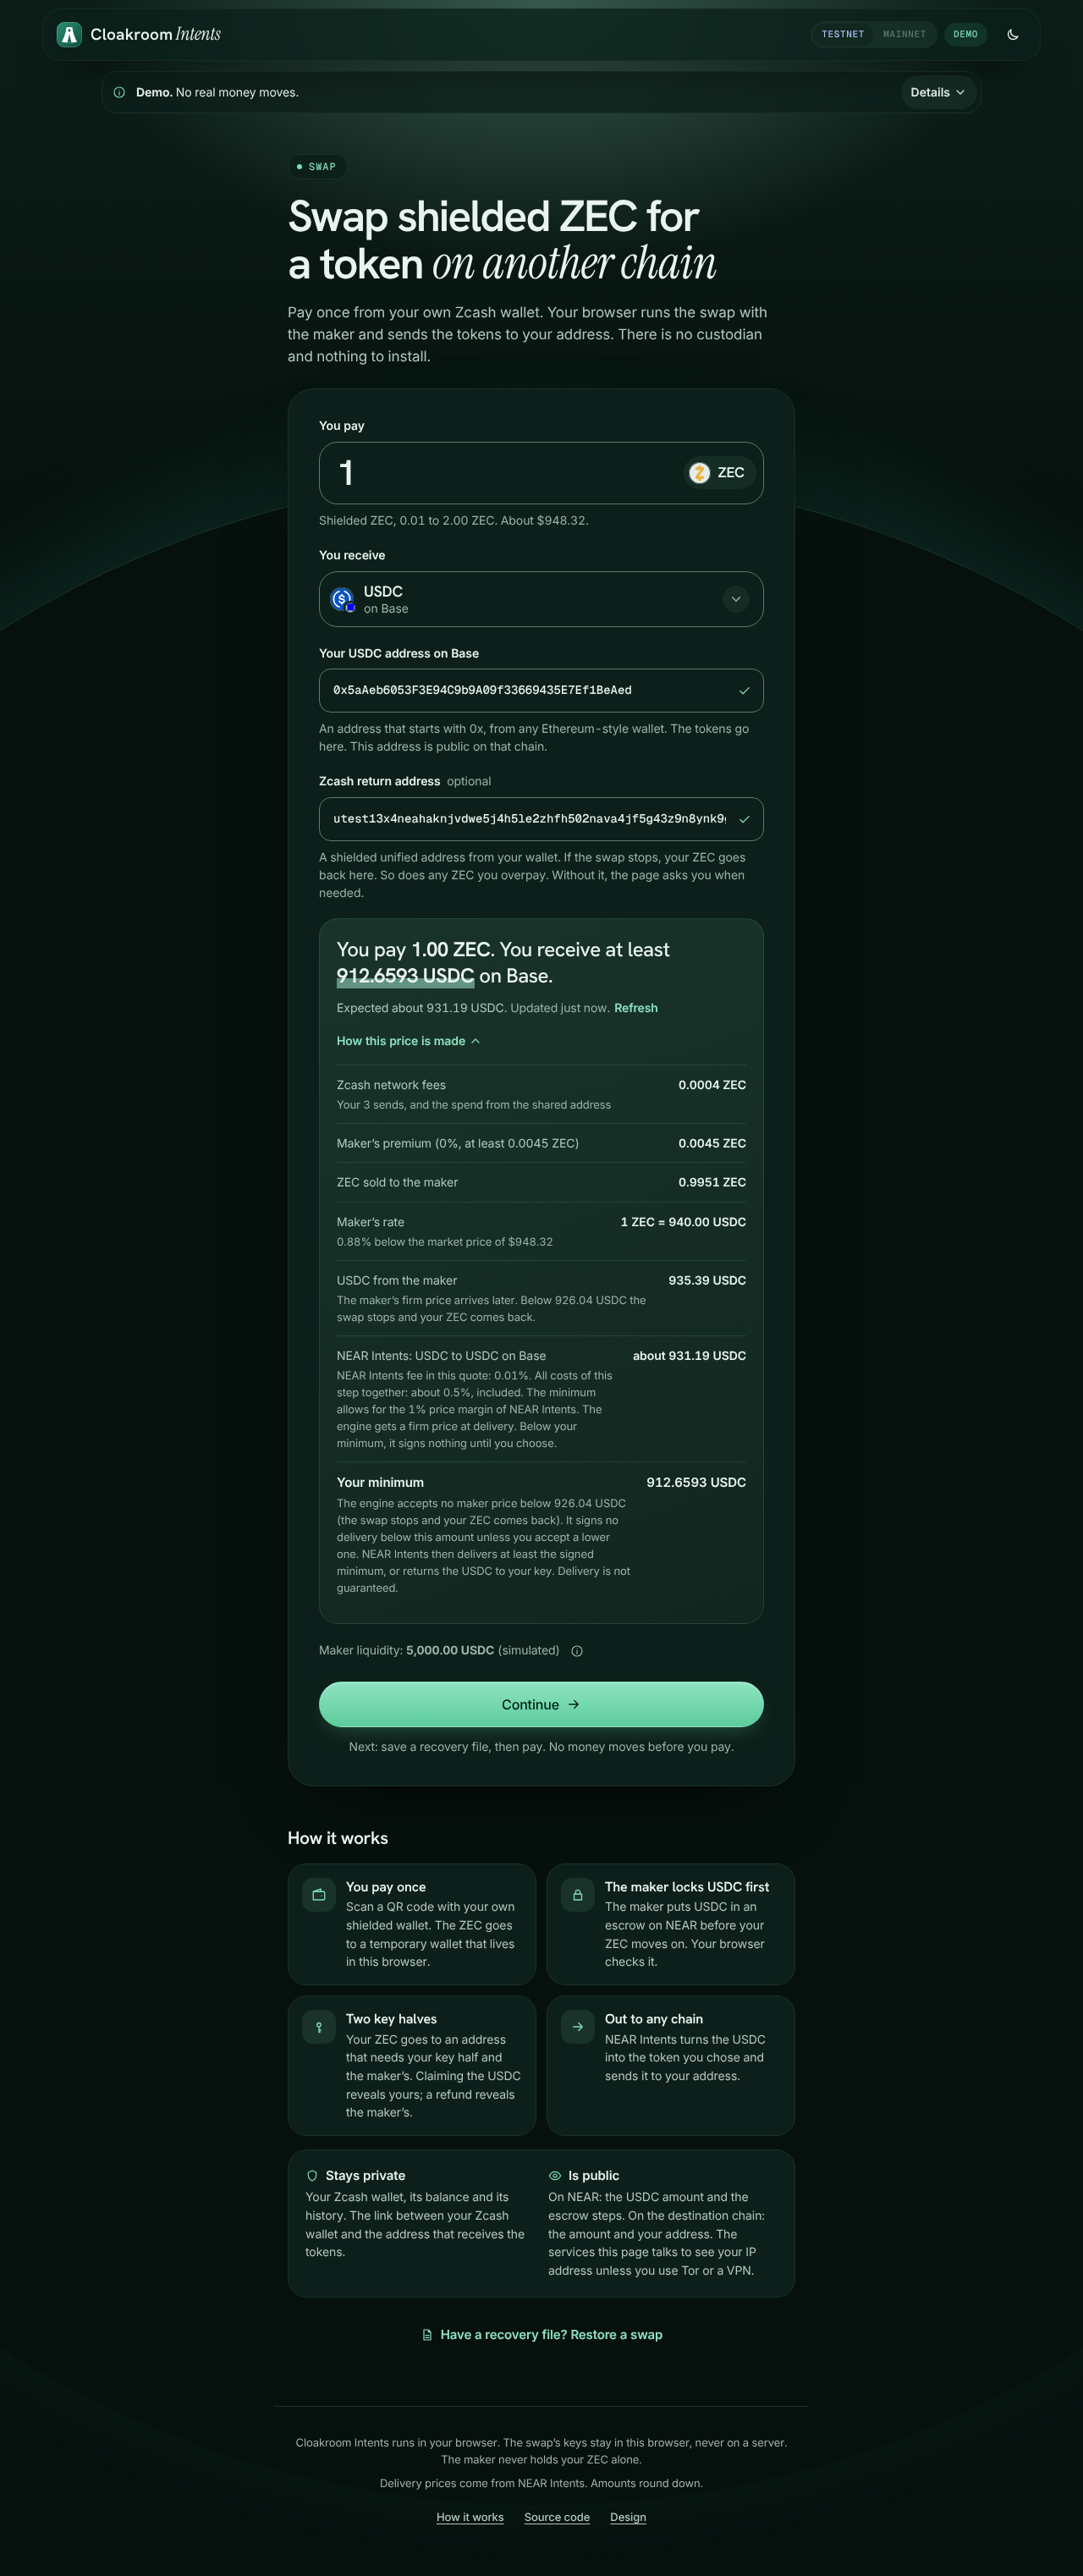 Cloakroom Intents
TESTNET MAINNET DEMO
Demo. No real money moves.
Details
SWAP
Swap shielded ZEC for
a token on another chain
Pay once from your own Zcash wallet. Your browser runs the swap with
the maker and sends the tokens to your address. There is no custodian
and nothing to install.
You pay
1
ZEC
Shielded ZEC, 0.01 to 2.00 ZEC. About $948.32.
You receive
USDC
on Base
Your USDC address on Base
0x5aAeb6053F3E94C9b9A09f33669435E7Ef1BeAed
An address that starts with 0x, from any Ethereum-style wallet. The tokens go
here. This address is public on that chain.
Zcash return address optional
utest13x4neahaknjvdwe5j4h5le2zhfh502nava4jf5g43z9n8ynk9
A shielded unified address from your wallet. If the swap stops, your ZEC goes
back here. So does any ZEC you overpay. Without it, the page asks you when
needed.
You pay 1.00 ZEC. You receive at least
912.6593 USDC on Base.
Expected about 931.19 USDC. Updated just now. Refresh
How this price is made
Zcash network fees 0.0004 ZEC
Your 3 sends, and the spend from the shared address
Maker’s premium (0%, at least 0.0045 ZEC) 0.0045 ZEC
ZEC sold to the maker 0.9951 ZEC
Maker’s rate 1 ZEC = 940.00 USDC
0.88% below the market price of $948.32
USDC from the maker 935.39 USDC
The maker’s firm price arrives later. Below 926.04 USDC the
swap stops and your ZEC comes back.
NEAR Intents: USDC to USDC on Base about 931.19 USDC
NEAR Intents fee in this quote: 0.01%. All costs of this
step together: about 0.5%, included. The minimum
allows for the 1% price margin of NEAR Intents. The
engine gets a firm price at delivery. Below your
minimum, it signs nothing until you choose.
Your minimum 912.6593 USDC
The engine accepts no maker price below 926.04 USDC
(the swap stops and your ZEC comes back). It signs no
delivery below this amount unless you accept a lower
one. NEAR Intents then delivers at least the signed
minimum, or returns the USDC to your key. Delivery is not
guaranteed.
Maker liquidity: 5,000.00 USDC (simulated)
Continue
Next: save a recovery file, then pay. No money moves before you pay.
How it works
You pay once
Scan a QR code with your own
shielded wallet. The ZEC goes
to a temporary wallet that lives
in this browser.
The maker locks USDC first
The maker puts USDC in an
escrow on NEAR before your
ZEC moves on. Your browser
checks it.
Two key halves
Your ZEC goes to an address
that needs your key half and
the maker’s. Claiming the USDC
reveals yours; a refund reveals
the maker’s.
Out to any chain
NEAR Intents turns the USDC
into the token you chose and
sends it to your address.
Stays private
Your Zcash wallet, its balance and its
history. The link between your Zcash
wallet and the address that receives the
tokens.
Is public
On NEAR: the USDC amount and the
escrow steps. On the destination chain:
the amount and your address. The
services this page talks to see your IP
address unless you use Tor or a VPN.
Have a recovery file? Restore a swap
Cloakroom Intents runs in your browser. The swap’s keys stay in this browser, never on a server.
The maker never holds your ZEC alone.
Delivery prices come from NEAR Intents. Amounts round down.
How it works Source code Design